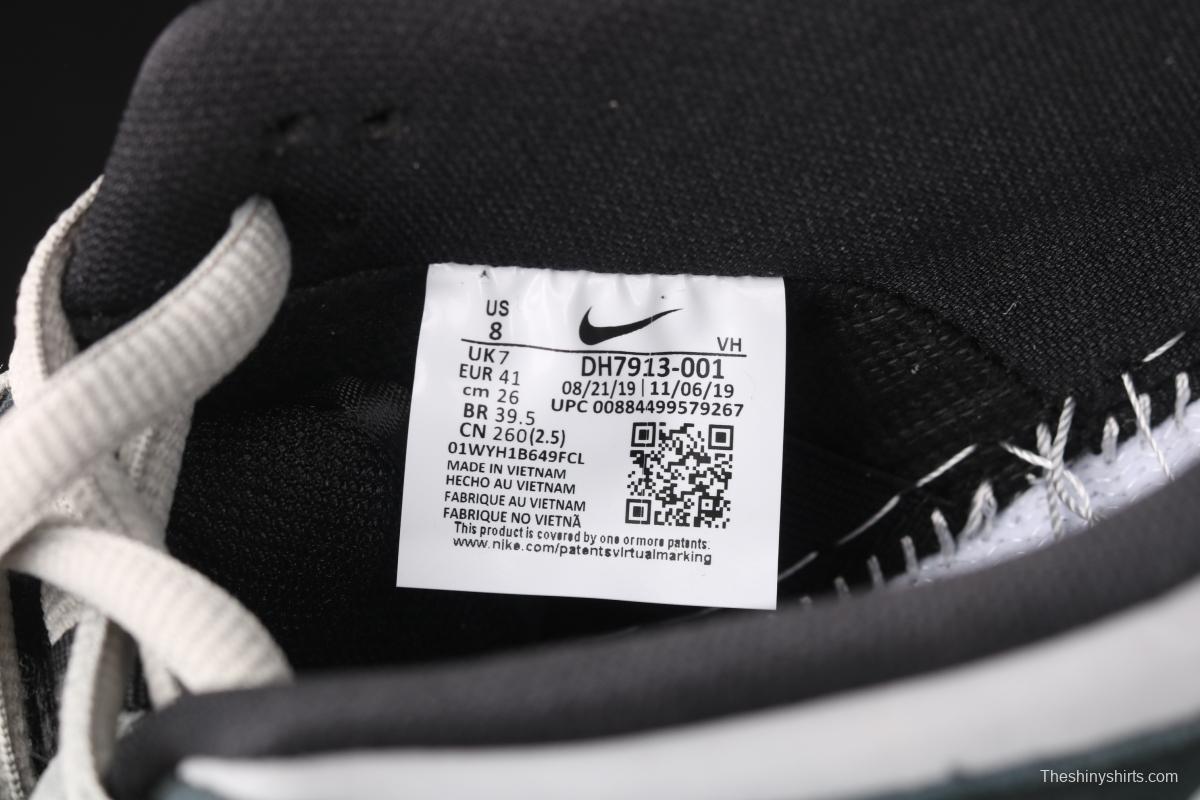 US
8
VH
UK 7
EUR 41
cm 26
BR 39.5
CN 260(2.5)
DH7913-001
08/21/19 | 11/06/19
UPC 00884499579267
01WYH1B649FCL
MADE IN VIETNAM
HECHO AU VIETNAM
FABRIQUE AU VIETNAM
FABRIQUE NO VIETNÃ
This product is covered by one or more patents:
www.nike.com/patentsvirtualmarking
Theshinyshirts.com